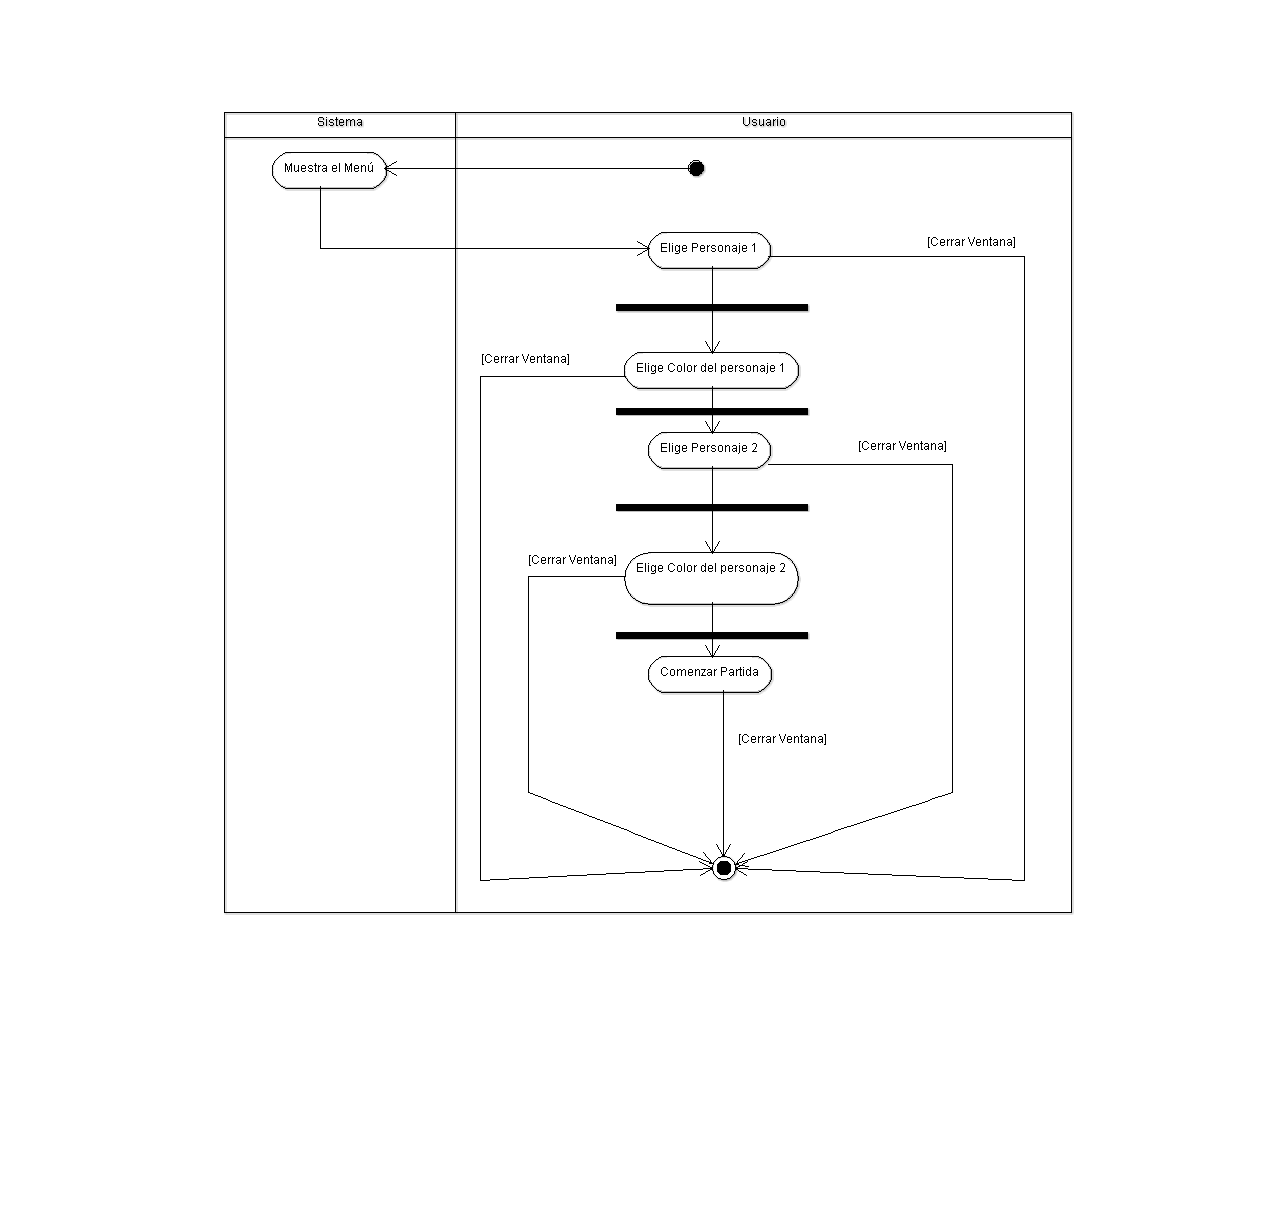 Sistema
Usuario
Muestra el Menú
Elige Personaje 1
[Cerrar Ventana]
[Cerrar Ventana]
Elige Color del personaje 1
Elige Personaje 2
[Cerrar Ventana]
[Cerrar Ventana]
Elige Color del personaje 2
Comenzar Partida
[Cerrar Ventana]